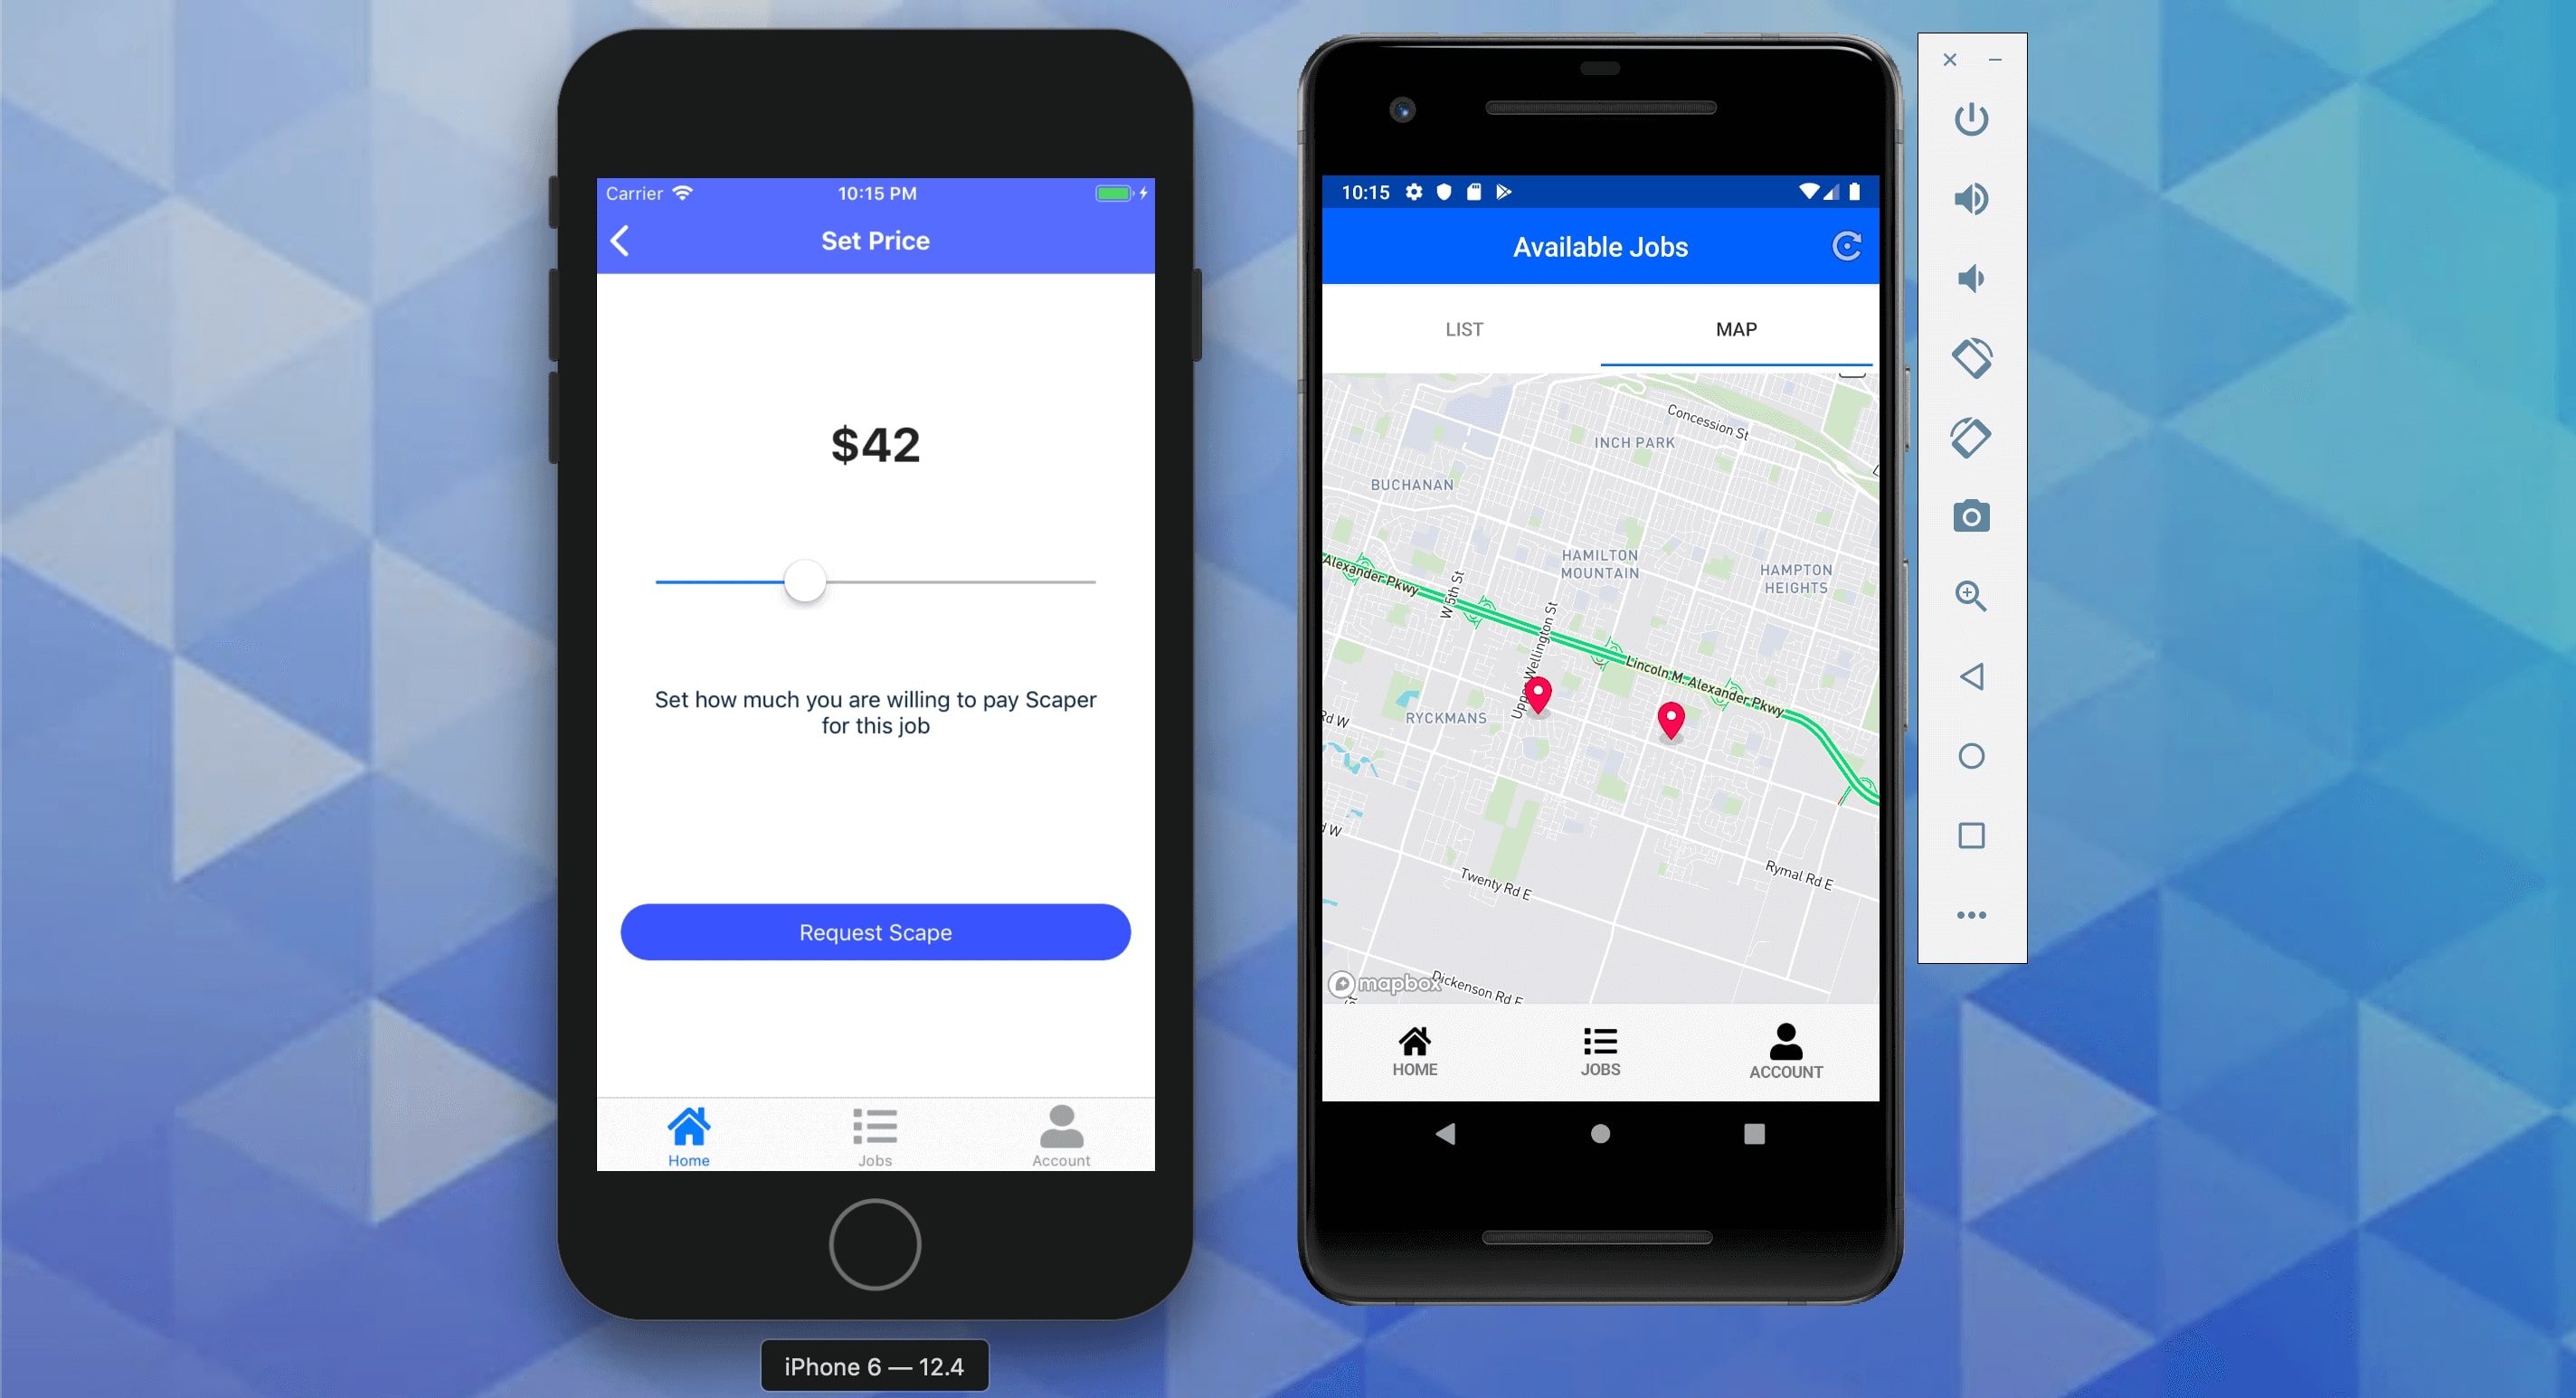 Carrier
10:15 PM
Set Price
$42
Set how much you are willing to pay Scaper
for this job
Request Scape
Home
Jobs
Account
iPhone 6 — 12.4
10:15
Available Jobs
LIST
MAP
Concession St
INCH PARK
BUCHANAN
HAMILTON
MOUNTAIN
HAMPTON
HEIGHTS
Alexander Pkwy
W 5th St
Upper Wellington St
Lincoln M. Alexander Pkwy
RYCKMANS
Rd W
W
Twenty Rd E
Rymal Rd E
Dickenson Rd E
mapbox
HOME
JOBS
ACCOUNT